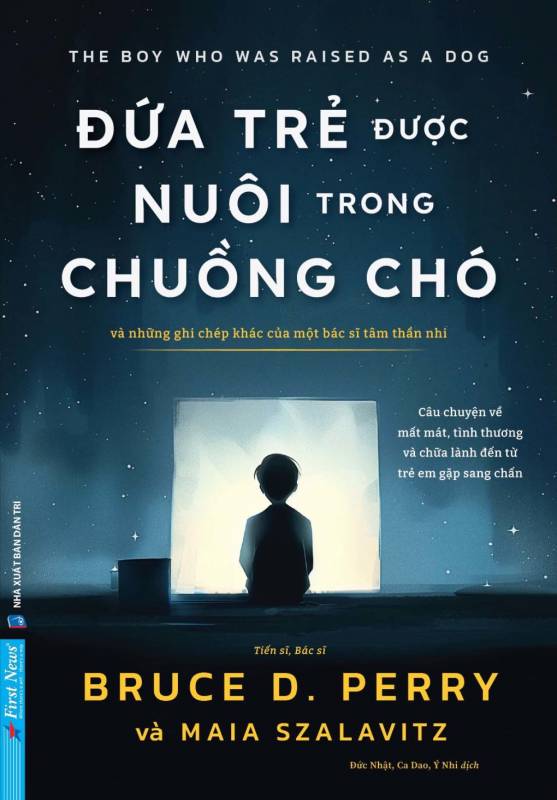 THE BOY WHO WAS RAISED AS A DOG
ĐỨA TRẺ ĐƯỢC
NUÔI TRONG
CHUỒNG CHÓ
và những ghi chép khác của một bác sĩ tâm thần nhi
Câu chuyện về
mất mát, tình thương
và chữa lành đến từ
trẻ em gặp sang chấn
NHÀ XUẤT BẢN DÂN TRÍ
First News
Tiến sĩ, Bác sĩ
BRUCE D. PERRY
và MAIA SZALAVITZ
Đức Nhật, Ca Dao, Ý Nhi dịch